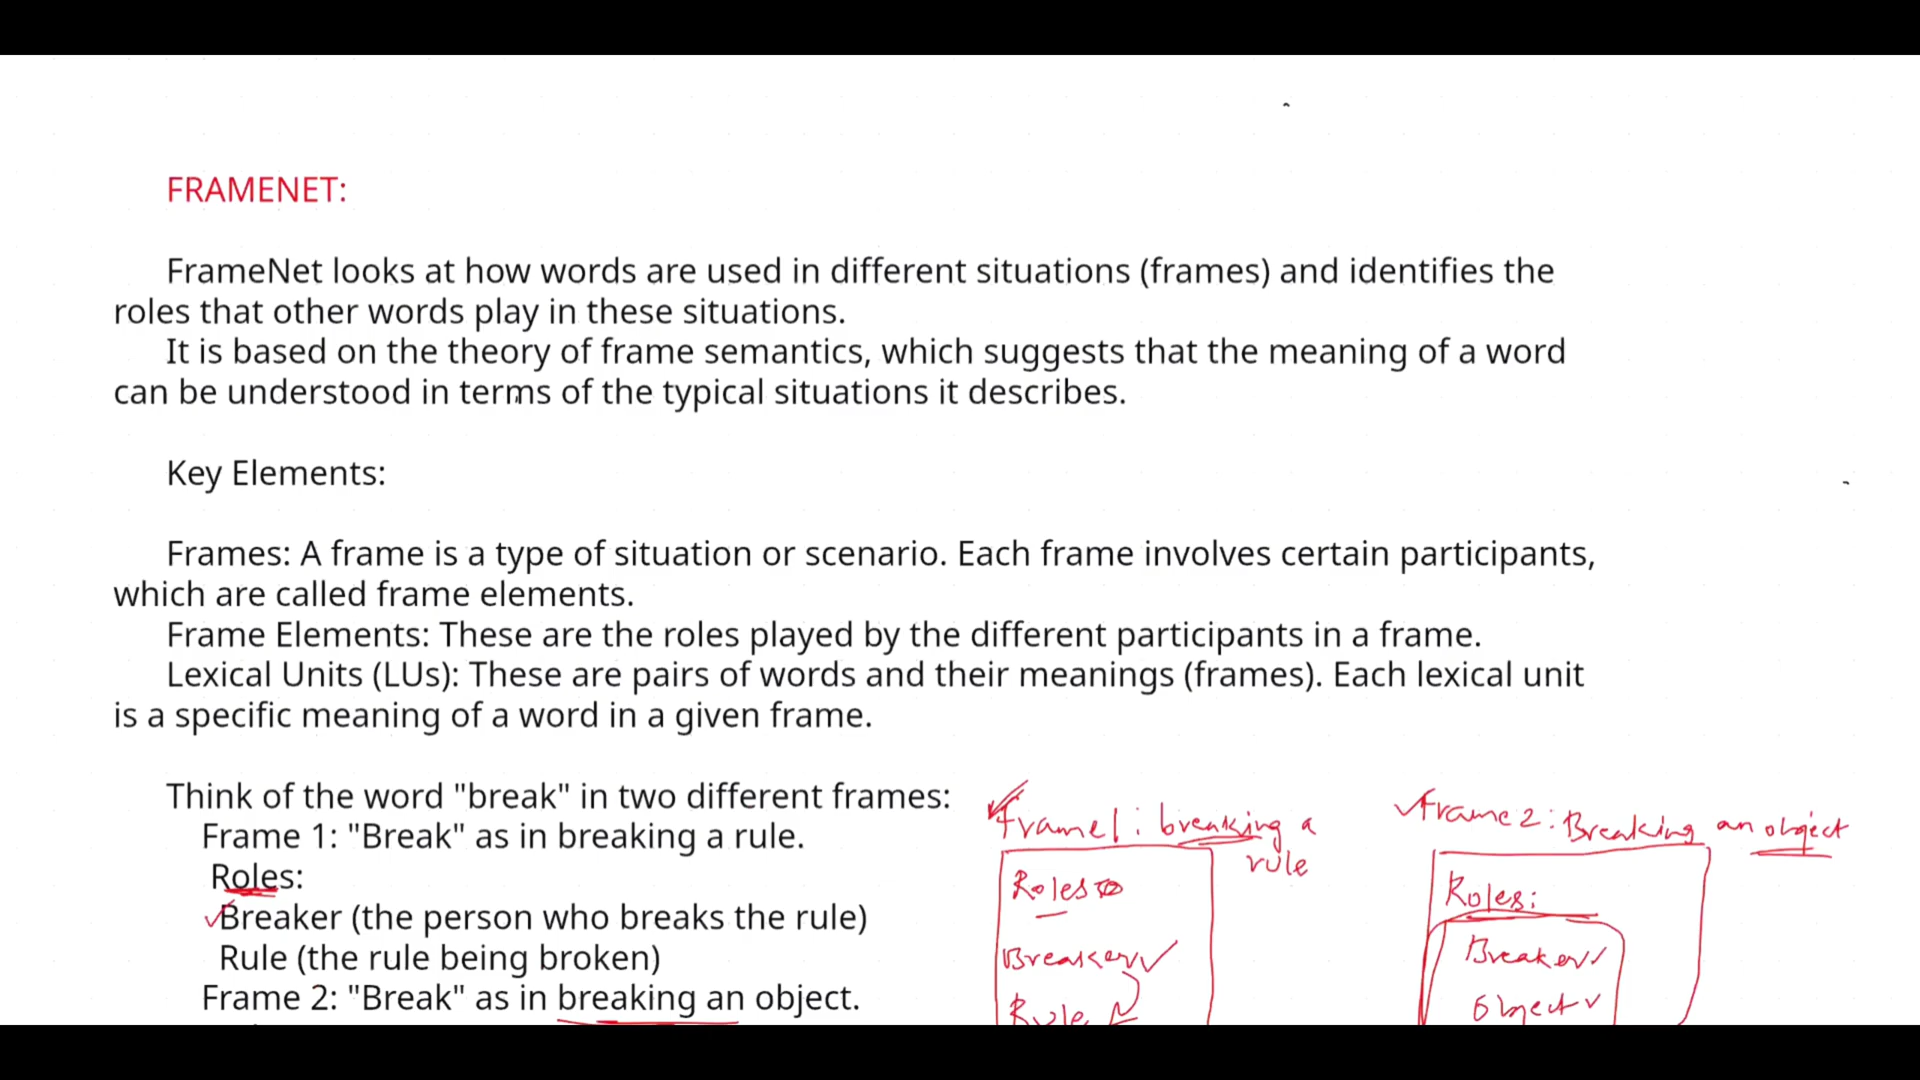 FRAMENET:
FrameNet looks at how words are used in different situations (frames) and identifies the
roles that other words play in these situations.
It is based on the theory of frame semantics, which suggests that the meaning of a word
can be understood in terms of the typical situations it describes.
Key Elements:
Frames: A frame is a type of situation or scenario. Each frame involves certain participants,
which are called frame elements.
Frame Elements: These are the roles played by the different participants in a frame.
Lexical Units (LUs): These are pairs of words and their meanings (frames). Each lexical unit
is a specific meaning of a word in a given frame.
Think of the word "break" in two different frames:
Frame 1: "Break" as in breaking a rule.
Roles:
Breaker (the person who breaks the rule)
Rule (the rule being broken)
Frame 2: "Break" as in breaking an object.
Frame1: breaking a
rule
Roles
Breaker
Rule
Frame 2: Breaking an object
Roles:
Breaker
Object